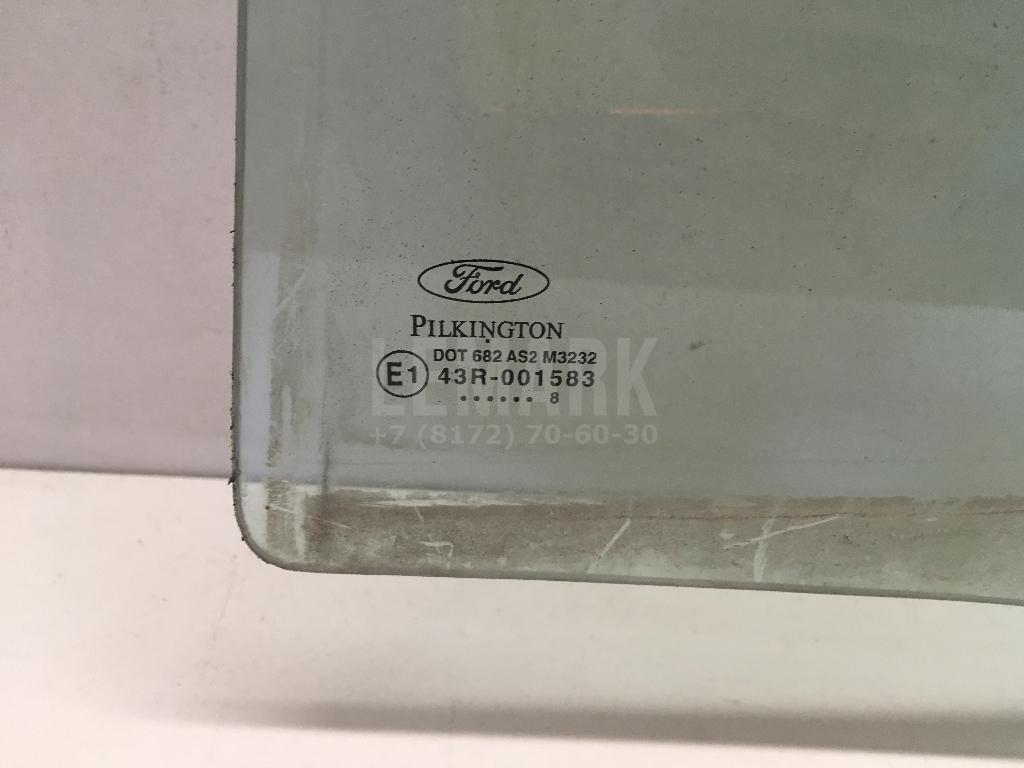 Ford
PILKINGTON
DOT 682 AS2 M3232
E1 43R-001583
...... 8
LEMARK
+7 (8172) 70-60-30